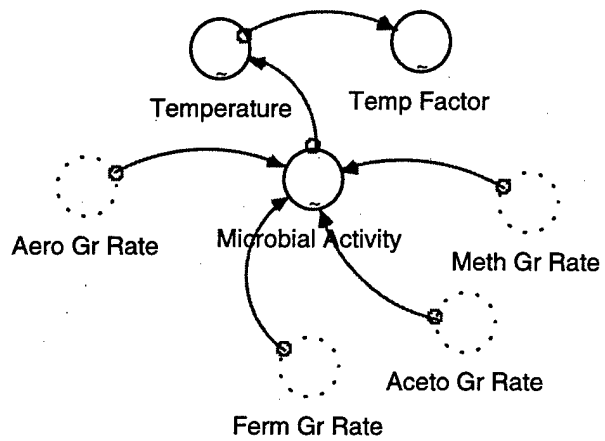 Temperature
Temp Factor
Aero Gr Rate
Microbial Activity
Meth Gr Rate
Aceto Gr Rate
Ferm Gr Rate